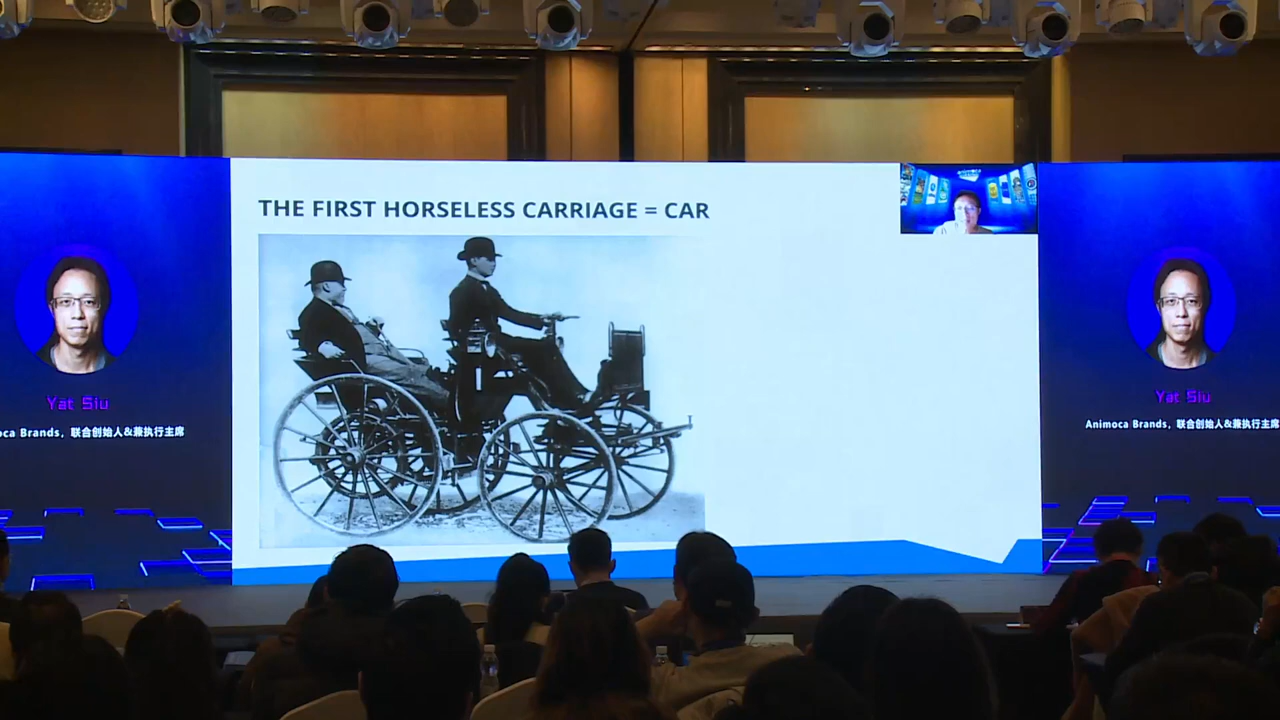 THE FIRST HORSELESS CARRIAGE = CAR
Yat Siu
oca Brands，联合创始人&兼执行主席
Yat Siu
Animoca Brands，联合创始人&兼执行主席